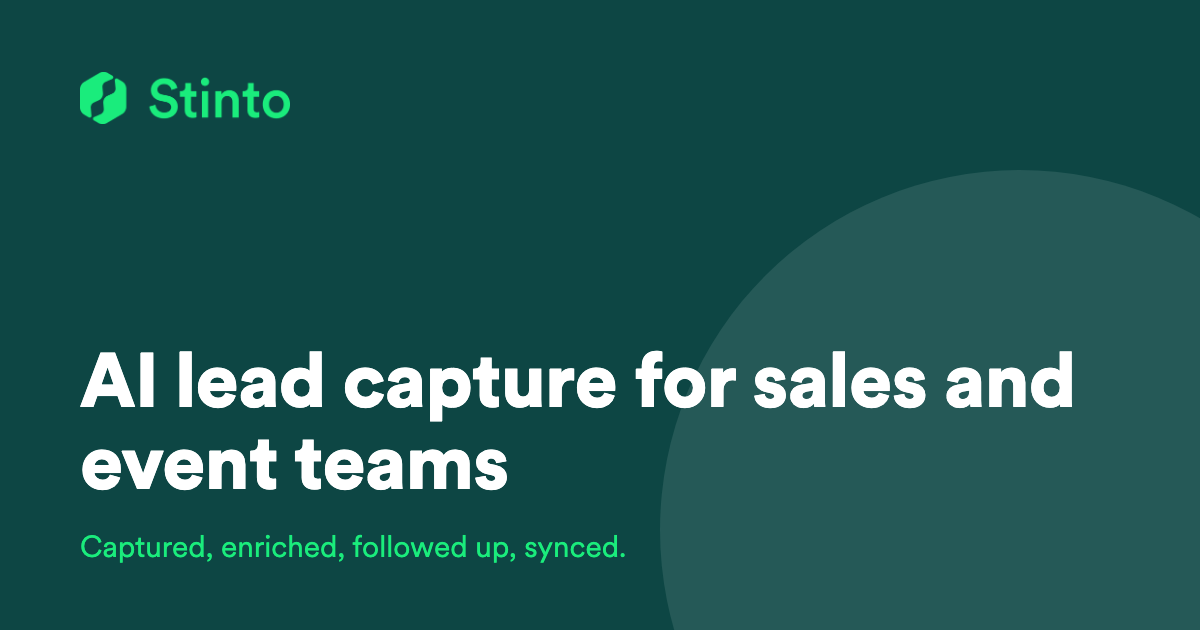 Stinto
AI lead capture for sales and
event teams
Captured, enriched, followed up, synced.